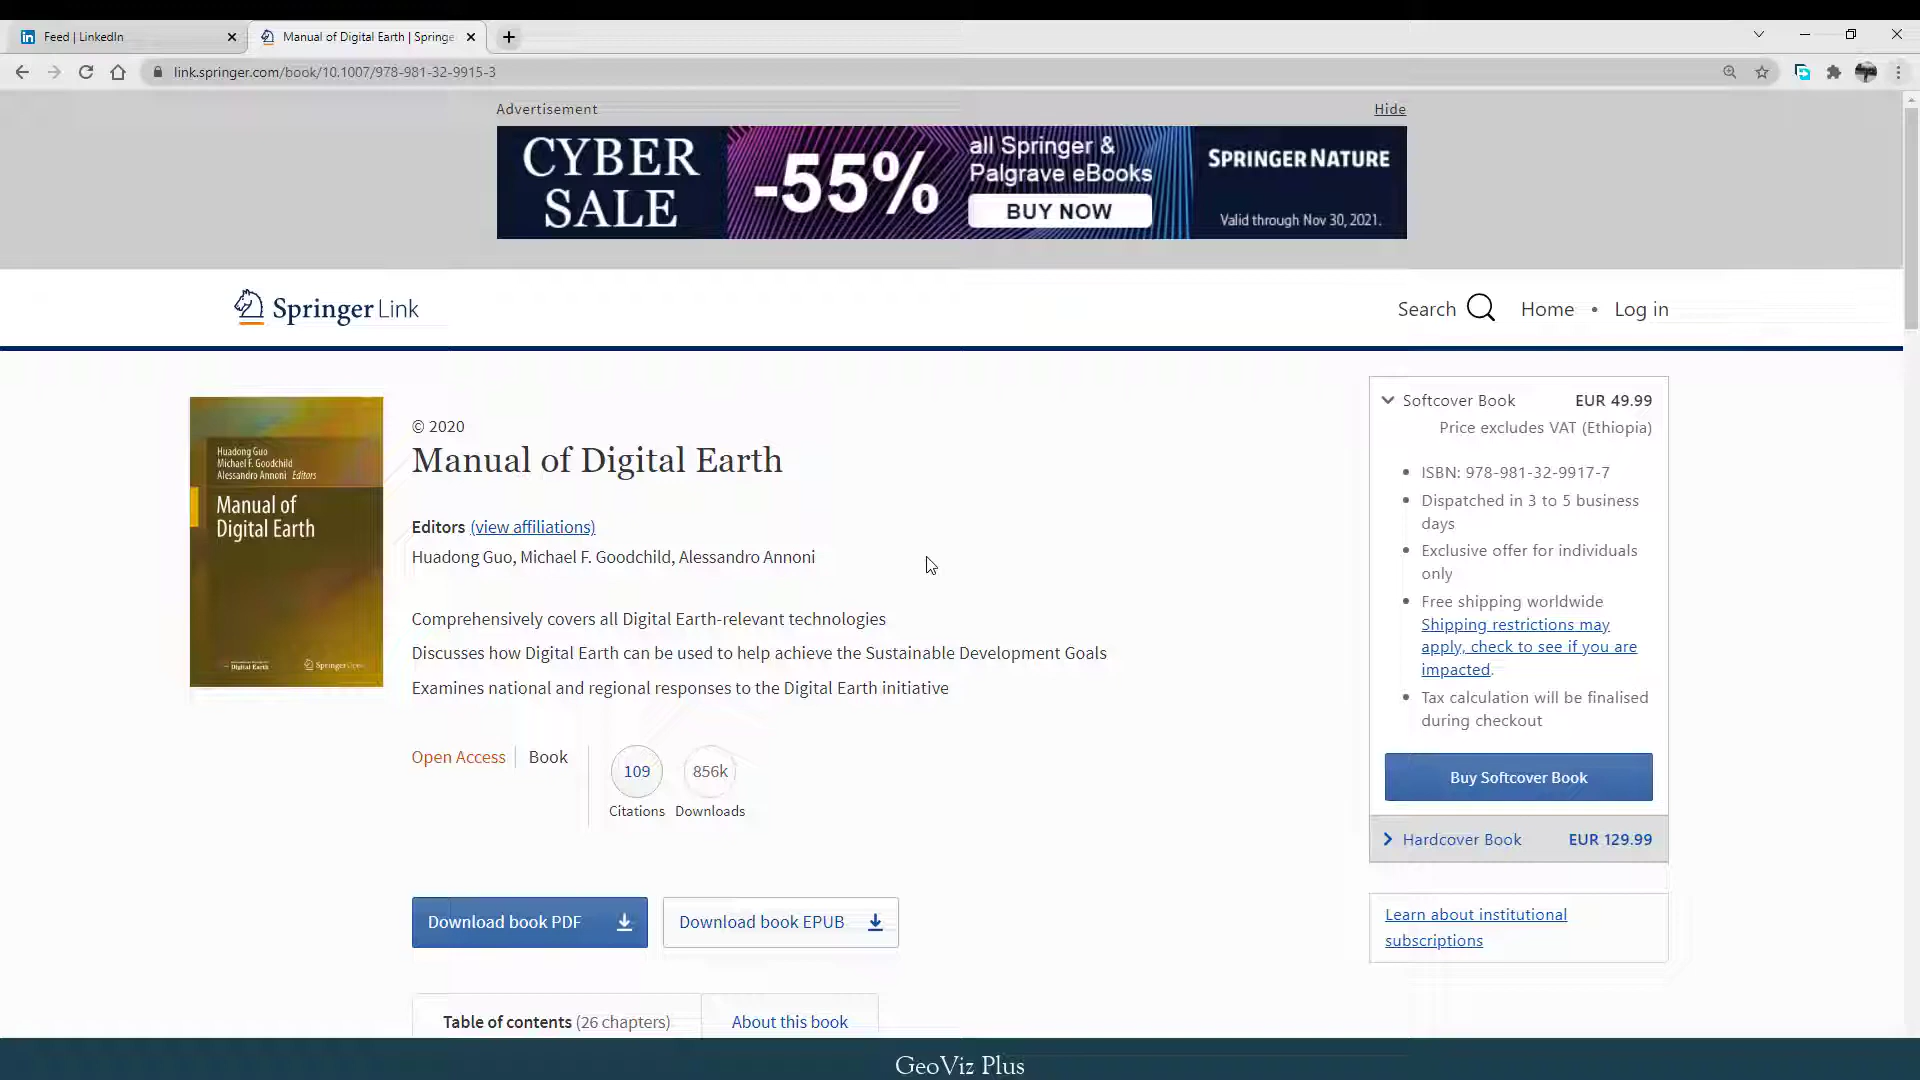 Feed | LinkedIn
Manual of Digital Earth | Springe
link.springer.com/book/10.1007/978-981-32-9915-3
Advertisement
Hide
CYBER
SALE
-55%
all Springer &
Palgrave eBooks
BUY NOW
SPRINGER NATURE
Valid through Nov 30, 2021.
Springer Link
Search
Home • Log in
Huadong Guo
Michael F. Goodchild
Alessandro Annoni Editors
Manual of
Digital Earth
Digital Earth
Springer Open
© 2020
Manual of Digital Earth
Editors (view affiliations)
Huadong Guo, Michael F. Goodchild, Alessandro Annoni
Comprehensively covers all Digital Earth-relevant technologies
Discusses how Digital Earth can be used to help achieve the Sustainable Development Goals
Examines national and regional responses to the Digital Earth initiative
Open Access
Book
109
Citations
856k
Downloads
Download book PDF
Download book EPUB
Table of contents (26 chapters)
About this book
Softcover Book EUR 49.99
Price excludes VAT (Ethiopia)
• ISBN: 978-981-32-9917-7
• Dispatched in 3 to 5 business
days
• Exclusive offer for individuals
only
• Free shipping worldwide
Shipping restrictions may
apply, check to see if you are
impacted.
• Tax calculation will be finalised
during checkout
Buy Softcover Book
Hardcover Book EUR 129.99
Learn about institutional
subscriptions
GeoViz Plus